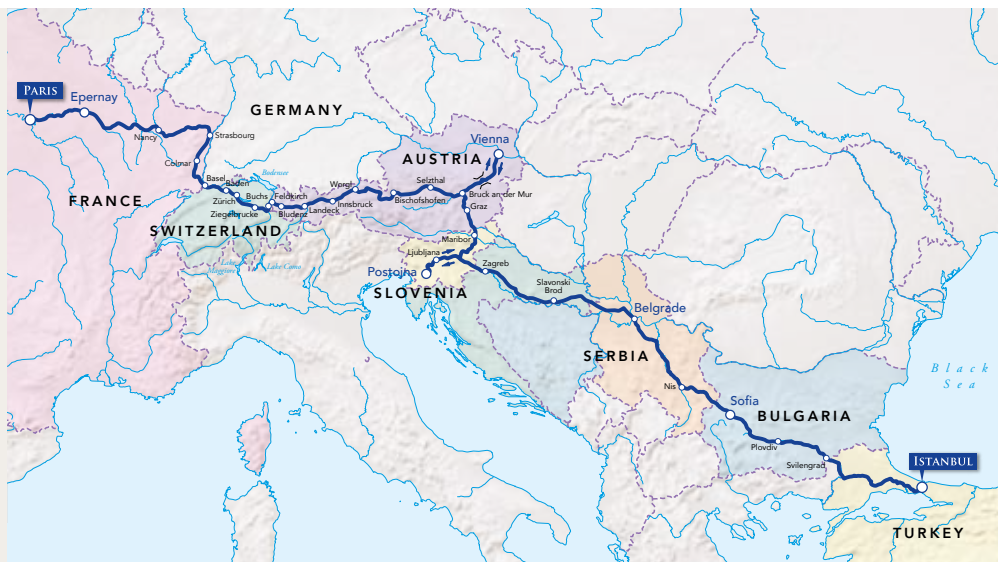 PARIS
Epernay
GERMANY
Nancy
Strasbourg
Colmar
Vienna
AUSTRIA
Basel
Baden
Bodensee
Zürich
Buchs
Feldkirch
Worgl
Selzthal
Bruck an der Mur
FRANCE
Ziegelbrucke
Bludenz
Landeck
Innsbruck
Bischofshofen
Graz
SWITZERLAND
Maribor
Ljubljana
Lake
Maggiore
Lake Como
Postojna
Zagreb
SLOVENIA
Slavonski
Brod
Belgrade
SERBIA
Black
Sea
Nis
Sofia
BULGARIA
Plovdiv
Svilengrad
ISTANBUL
TURKEY